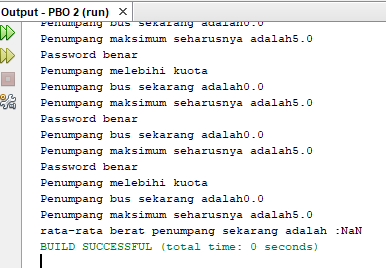 Output - PBO 2 (run)
Penumpang bus sekarang adalah0.0
Penumpang maksimum seharusnya adalah5.0
Password benar
Penumpang melebihi kuota
Penumpang bus sekarang adalah0.0
Penumpang maksimum seharusnya adalah5.0
Password benar
Penumpang bus sekarang adalah0.0
Penumpang maksimum seharusnya adalah5.0
Password benar
Penumpang melebihi kuota
Penumpang bus sekarang adalah0.0
Penumpang maksimum seharusnya adalah5.0
rata-rata berat penumpang sekarang adalah :NaN
BUILD SUCCESSFUL (total time: 0 seconds)